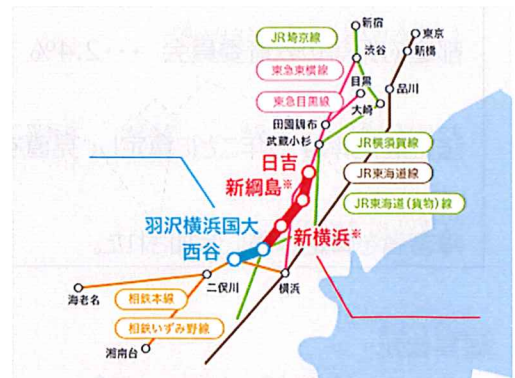 新宿
東京
JR埼京線
新橋
渋谷
東急東横線
目黒
品川
東急目黒線
大崎
田園調布
武蔵小杉
JR横須賀線
日吉
JR東海道線
新綱島※
JR東海道(貨物)線
羽沢横浜国大
新横浜※
西谷
二俣川
横浜
海老名
相鉄本線
相鉄いずみ野線
湘南台